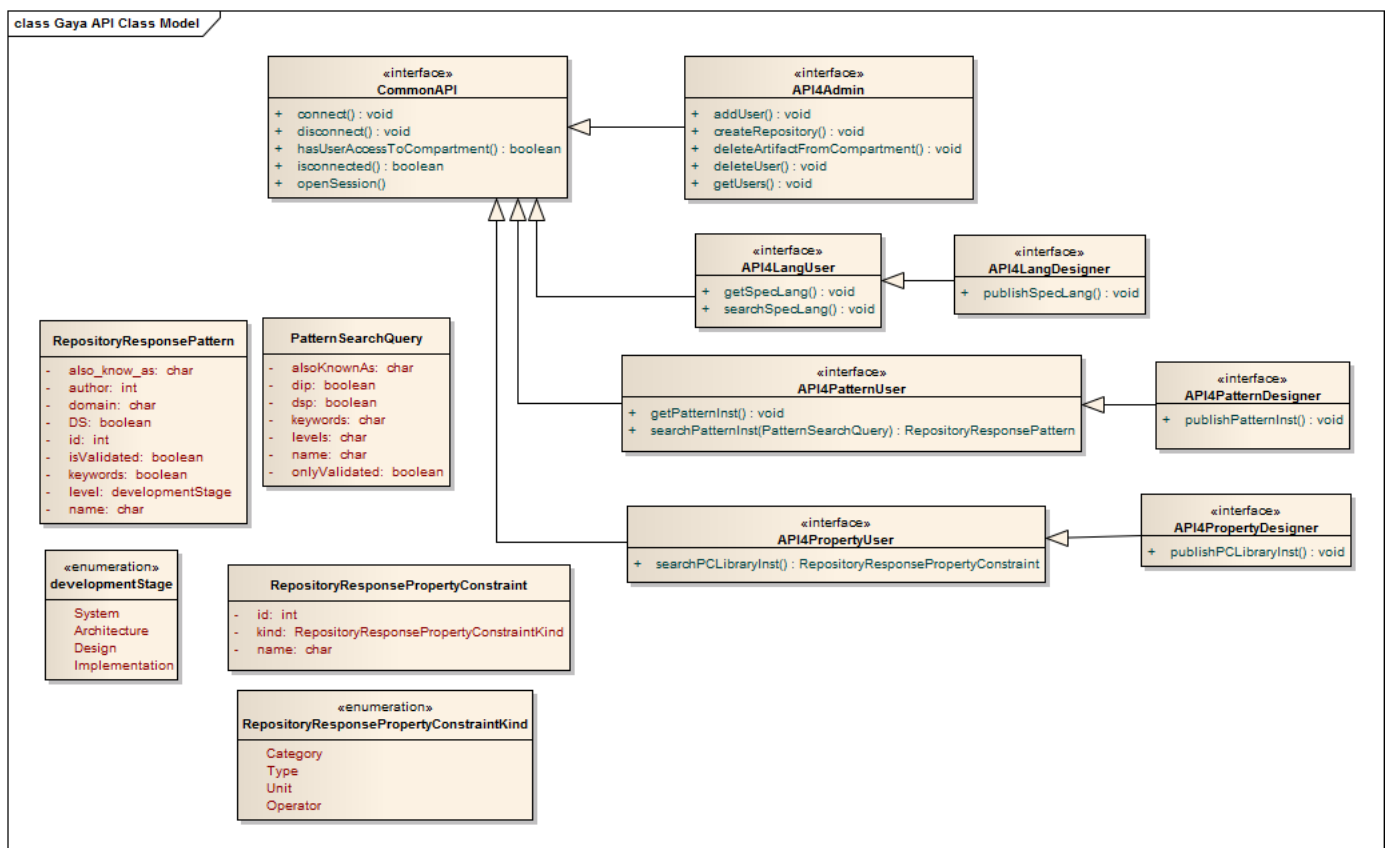 class Gaya API Class Model
«interface»
CommonAPI
+ connect() : void
+ disconnect() : void
+ hasUserAccessToCompartment() : boolean
+ isconnected() : boolean
+ openSession()
«interface»
API4Admin
+ addUser() : void
+ createRepository() : void
+ deleteArtifactFromCompartment() : void
+ deleteUser() : void
+ getUsers() : void
«interface»
API4LangUser
+ getSpecLang() : void
+ searchSpecLang() : void
«interface»
API4LangDesigner
+ publishSpecLang() : void
RepositoryResponsePattern
- also_know_as: char
- author: int
- domain: char
- DS: boolean
- id: int
- isValidated: boolean
- keywords: boolean
- level: developmentStage
- name: char
PatternSearchQuery
- alsoKnownAs: char
- dip: boolean
- dsp: boolean
- keywords: char
- levels: char
- name: char
- onlyValidated: boolean
«interface»
API4PatternUser
+ getPatternInst() : void
+ searchPatternInst(PatternSearchQuery) : RepositoryResponsePattern
«interface»
API4PatternDesigner
+ publishPatternInst() : void
«interface»
API4PropertyUser
+ searchPCLibraryInst() : RepositoryResponsePropertyConstraint
«interface»
API4PropertyDesigner
+ publishPCLibraryInst() : void
«enumeration»
developmentStage
System
Architecture
Design
Implementation
RepositoryResponsePropertyConstraint
- id: int
- kind: RepositoryResponsePropertyConstraintKind
- name: char
«enumeration»
RepositoryResponsePropertyConstraintKind
Category
Type
Unit
Operator